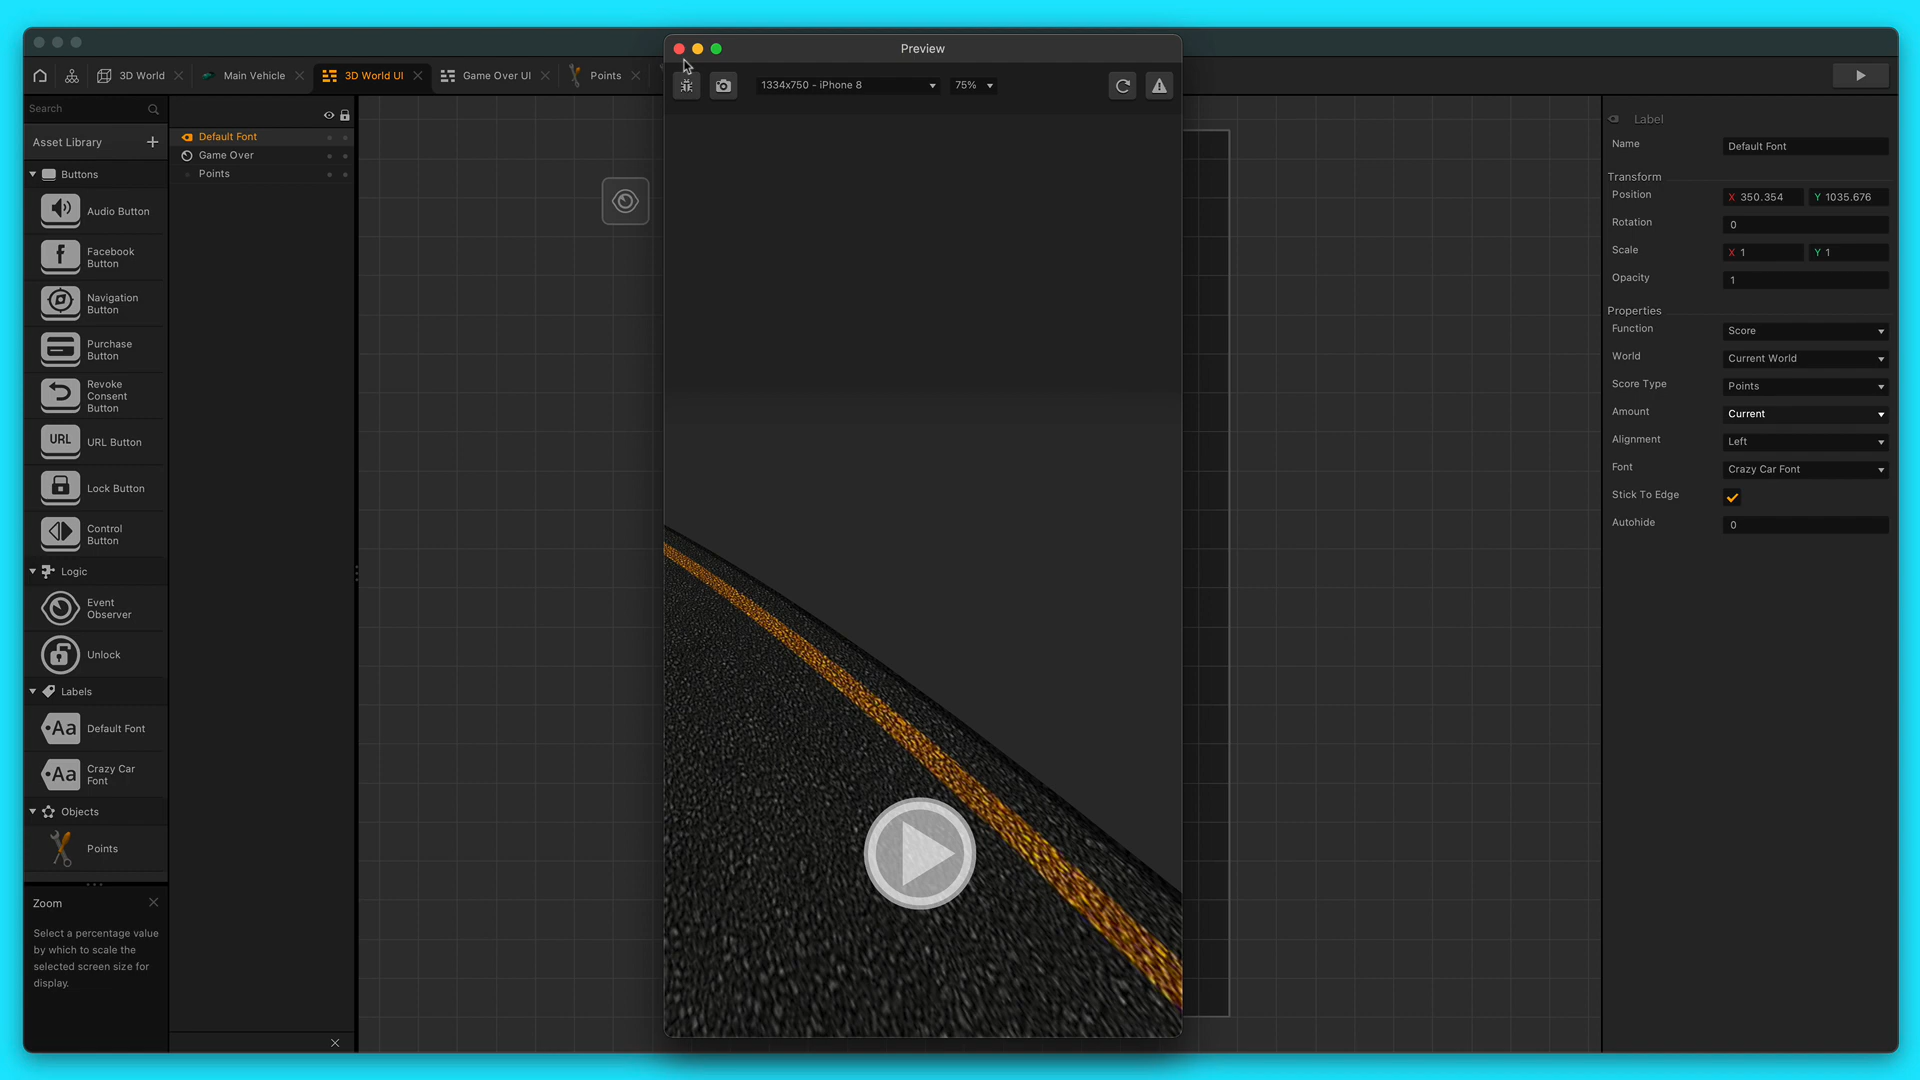 Preview
3D World
Main Vehicle
3D World UI
Game Over UI
Points
1334x750 - iPhone 8
75%
Search
Asset Library
Buttons
Audio Button
Facebook
Button
Navigation
Button
Purchase
Button
Revoke
Consent
Button
URL
URL Button
Lock Button
Control
Button
Logic
Event
Observer
Unlock
Labels
Aa
Default Font
Aa
Crazy Car
Font
Objects
Points
Zoom
Select a percentage value
by which to scale the
selected screen size for
display.
Default Font
Game Over
Points
Label
Name
Default Font
Transform
Position
X 350.354
Y 1035.676
Rotation
0
Scale
X 1
Y 1
Opacity
1
Properties
Function
Score
World
Current World
Score Type
Points
Amount
Current
Alignment
Left
Font
Crazy Car Font
Stick To Edge
Autohide
0